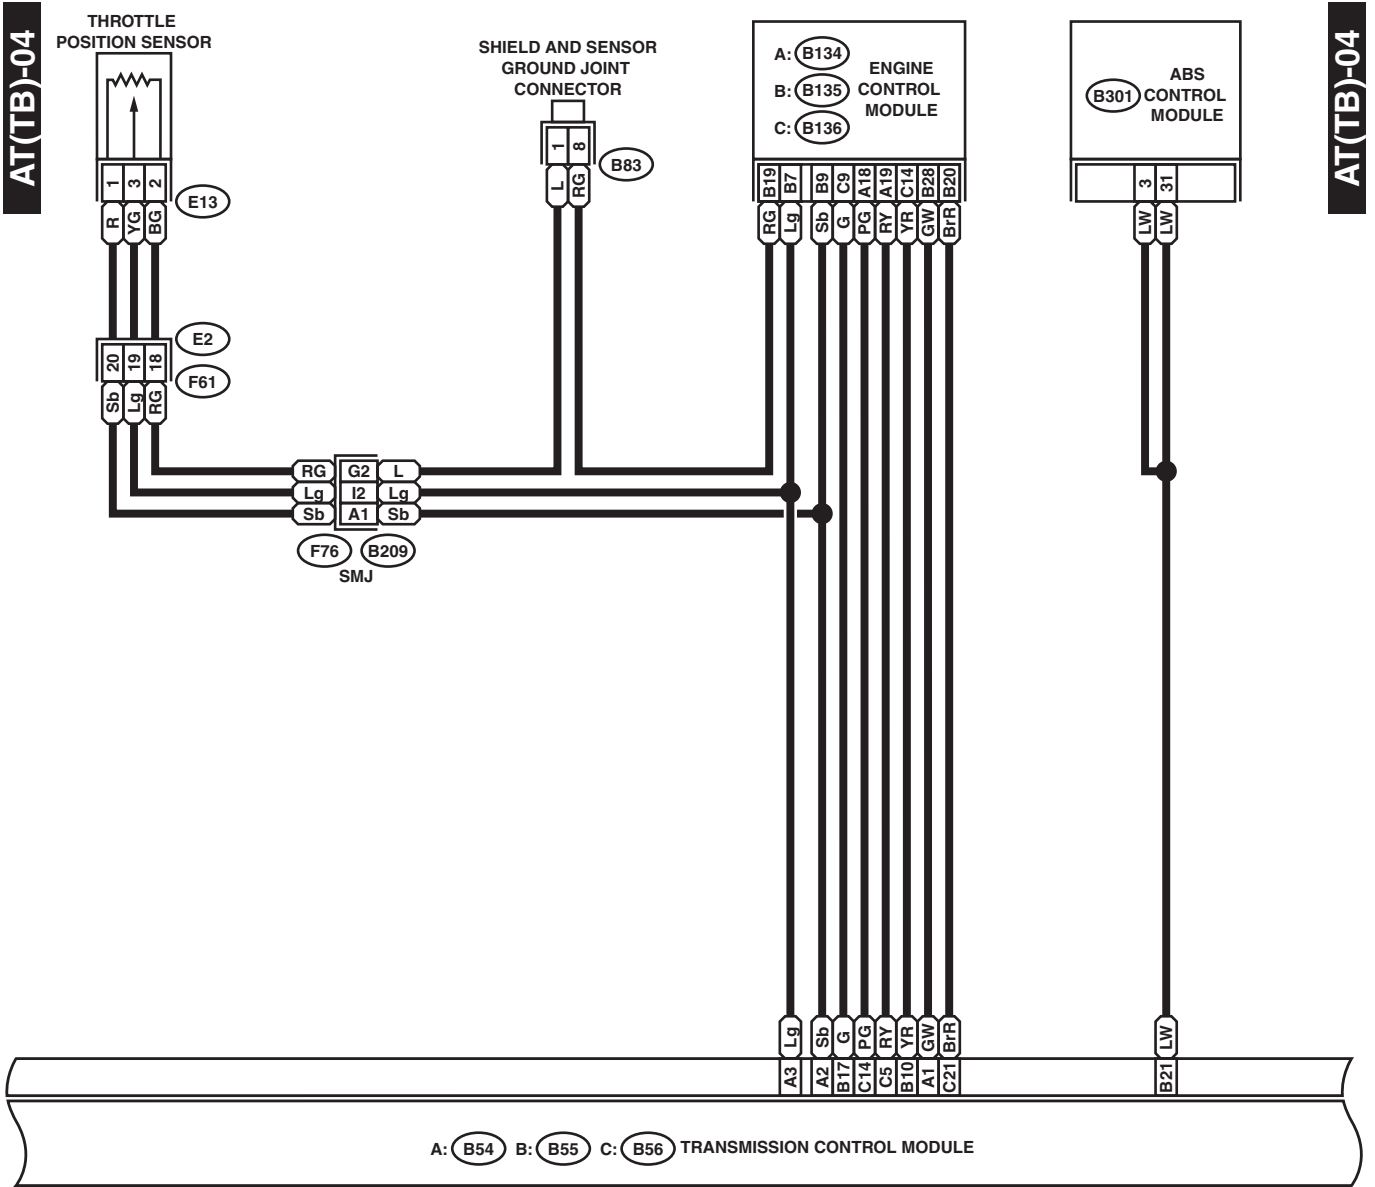 AT(TB)-04
THROTTLE
POSITION SENSOR
1 3 2
E13
R YG BG
E2
20 19 18
F61
Sb Lg RG
RG G2 L
Lg I2 Lg
Sb A1 Sb
F76 B209
SMJ
SHIELD AND SENSOR
GROUND JOINT
CONNECTOR
1 8
B83
L RG
A: B134
B: B135
C: B136
ENGINE
CONTROL
MODULE
B19 B7 B9 C9 A18 A19 C14 B28 B20
RG Lg Sb G PG RY YR GW BrR
B301
ABS
CONTROL
MODULE
3 31
LW LW
AT(TB)-04
Lg Sb G PG RY YR GW BrR LW
A3 A2 B17 C14 C5 B10 A1 C21 B21
A: B54 B: B55 C: B56 TRANSMISSION CONTROL MODULE